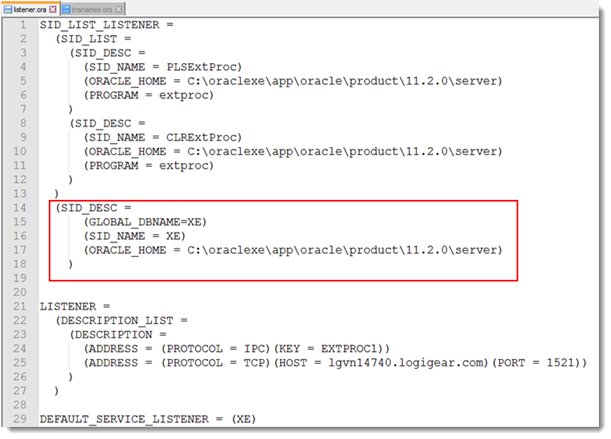 listener.ora tnsnames.ora
1 SID_LIST_LISTENER =
2 (SID_LIST =
3 (SID_DESC =
4 (SID_NAME = PLSExtProc)
5 (ORACLE_HOME = C:\oraclexe\app\oracle\product\11.2.0\server)
6 (PROGRAM = extproc)
7 )
8 (SID_DESC =
9 (SID_NAME = CLRExtProc)
10 (ORACLE_HOME = C:\oraclexe\app\oracle\product\11.2.0\server)
11 (PROGRAM = extproc)
12 )
13 )
14 (SID_DESC =
15 (GLOBAL_DBNAME=XE)
16 (SID_NAME = XE)
17 (ORACLE_HOME = C:\oraclexe\app\oracle\product\11.2.0\server)
18 )
19
20
21 LISTENER =
22 (DESCRIPTION_LIST =
23 (DESCRIPTION =
24 (ADDRESS = (PROTOCOL = IPC)(KEY = EXTPROC1))
25 (ADDRESS = (PROTOCOL = TCP)(HOST = lgvn14740.logigear.com)(PORT = 1521))
26 )
27 )
28
29 DEFAULT_SERVICE_LISTENER = (XE)